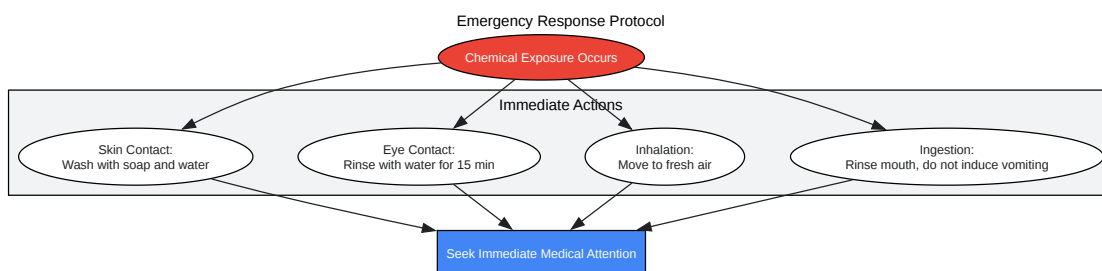 Emergency Response Protocol
Chemical Exposure Occurs
Immediate Actions
Skin Contact:
Wash with soap and water
Eye Contact:
Rinse with water for 15 min
Inhalation:
Move to fresh air
Ingestion:
Rinse mouth, do not induce vomiting
Seek Immediate Medical Attention